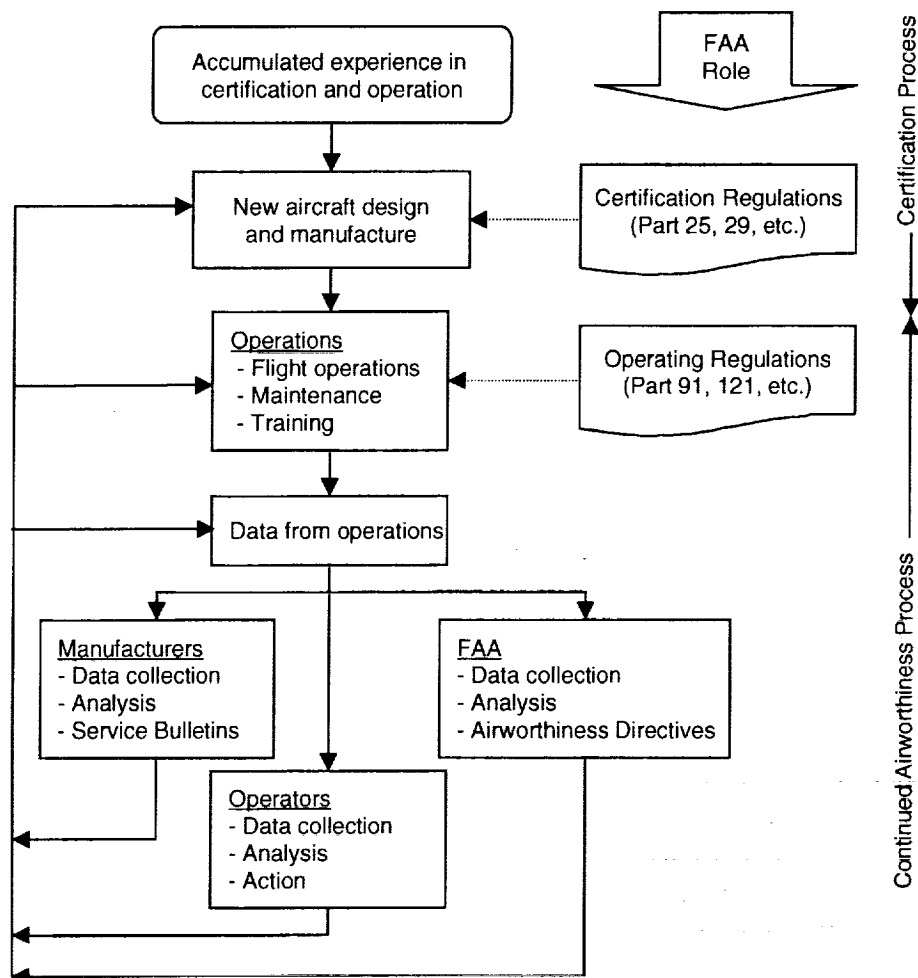 Accumulated experience in
certification and operation
FAA
Role
New aircraft design
and manufacture
Certification Regulations
(Part 25, 29, etc.)
Operations
- Flight operations
- Maintenance
- Training
Operating Regulations
(Part 91, 121, etc.)
Data from operations
Manufacturers
- Data collection
- Analysis
- Service Bulletins
FAA
- Data collection
- Analysis
- Airworthiness Directives
Operators
- Data collection
- Analysis
- Action
Certification Process
Continued Airworthiness Process